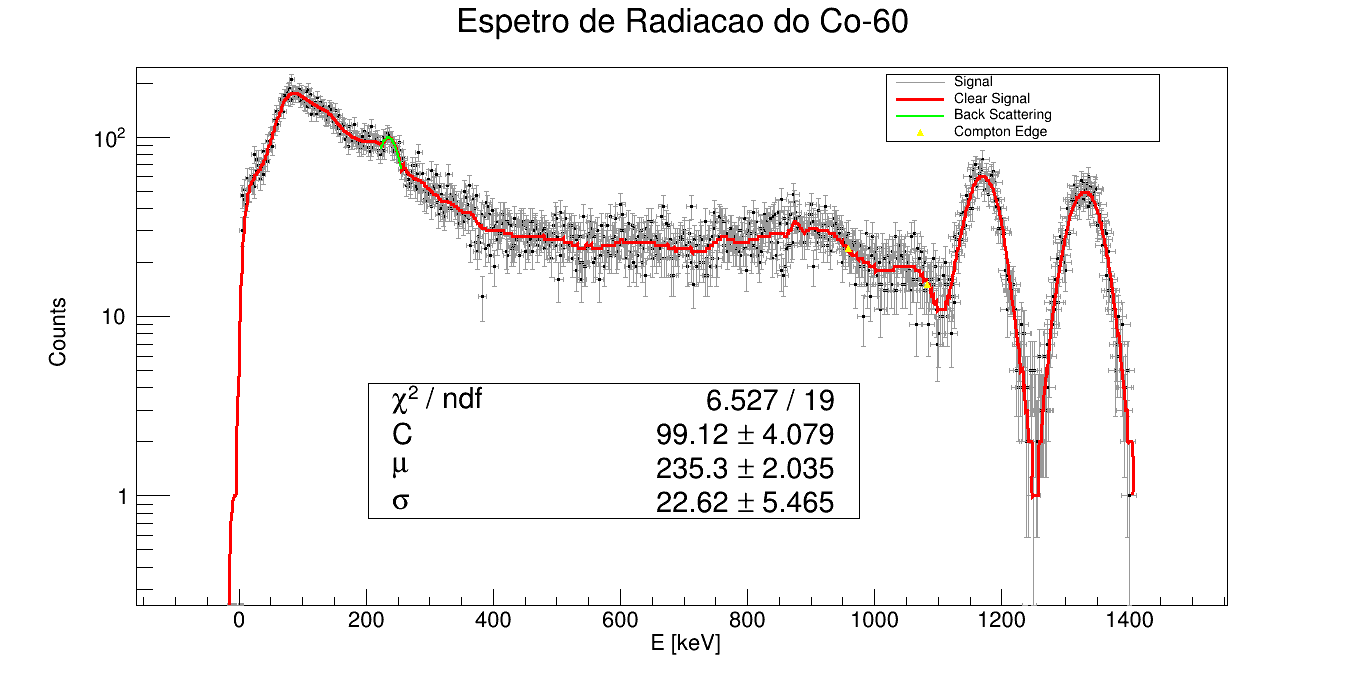 Espetro de Radiacao do Co-60
Signal
Clear Signal
Back Scattering
Compton Edge
10²
10
1
Counts
χ² / ndf 6.527 / 19
C 99.12 ± 4.079
μ 235.3 ± 2.035
σ 22.62 ± 5.465
0 200 400 600 800 1000 1200 1400
E [keV]